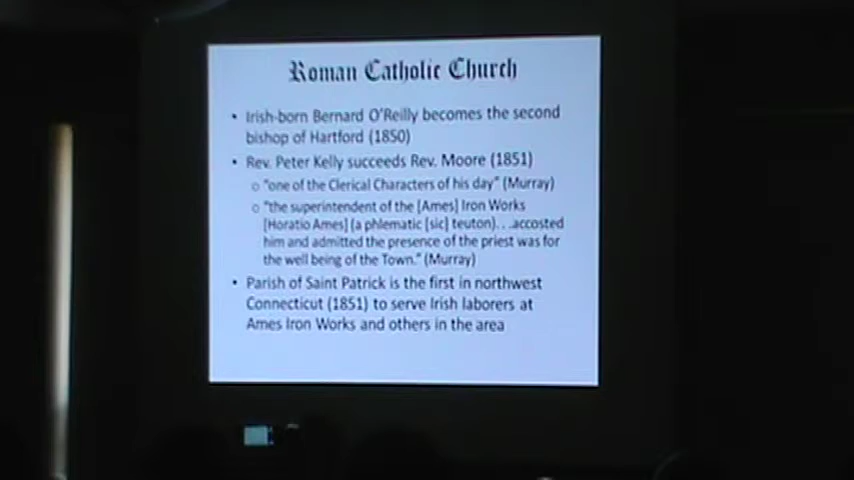 Roman Catholic Church
• Irish-born Bernard O'Reilly becomes the second
bishop of Hartford (1850)
• Rev. Peter Kelly succeeds Rev. Moore (1851)
o "one of the Clerical Characters of his day" (Murray)
o "the superintendent of the [Ames] Iron Works
[Horatio Ames] (a phlematic [sic] teuton). . .accosted
him and admitted the presence of the priest was for
the well being of the Town." (Murray)
• Parish of Saint Patrick is the first in northwest
Connecticut (1851) to serve Irish laborers at
Ames Iron Works and others in the area